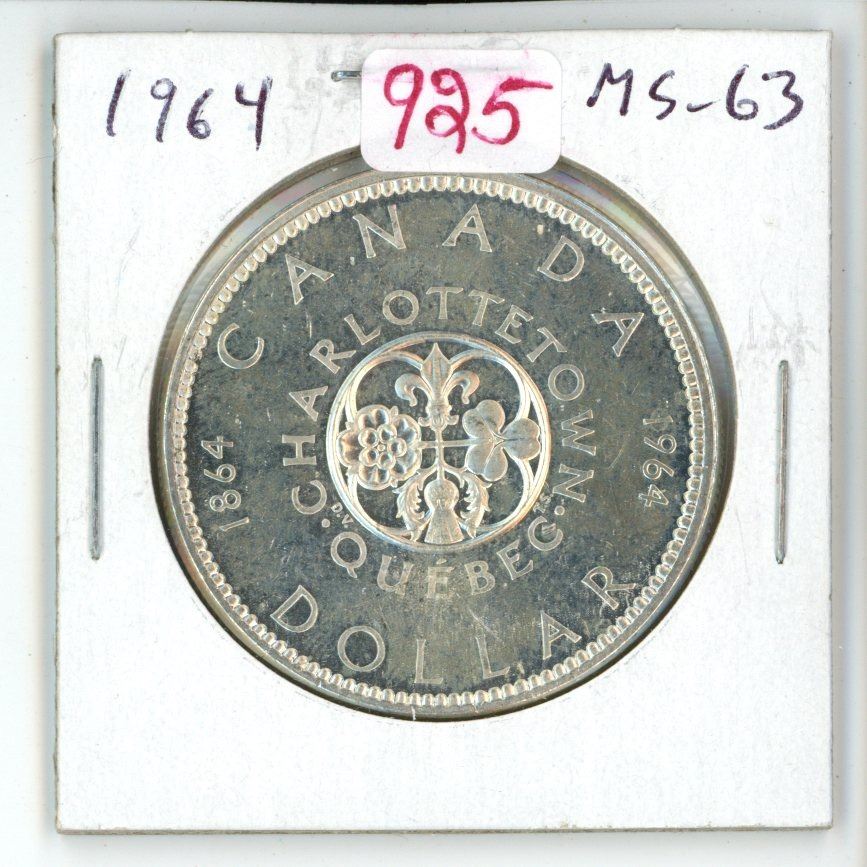 1964 925 MS-63
CANADA
1864 1964
CHARLOTTETOWN
D.V.
· QUÉBEC ·
DOLLAR